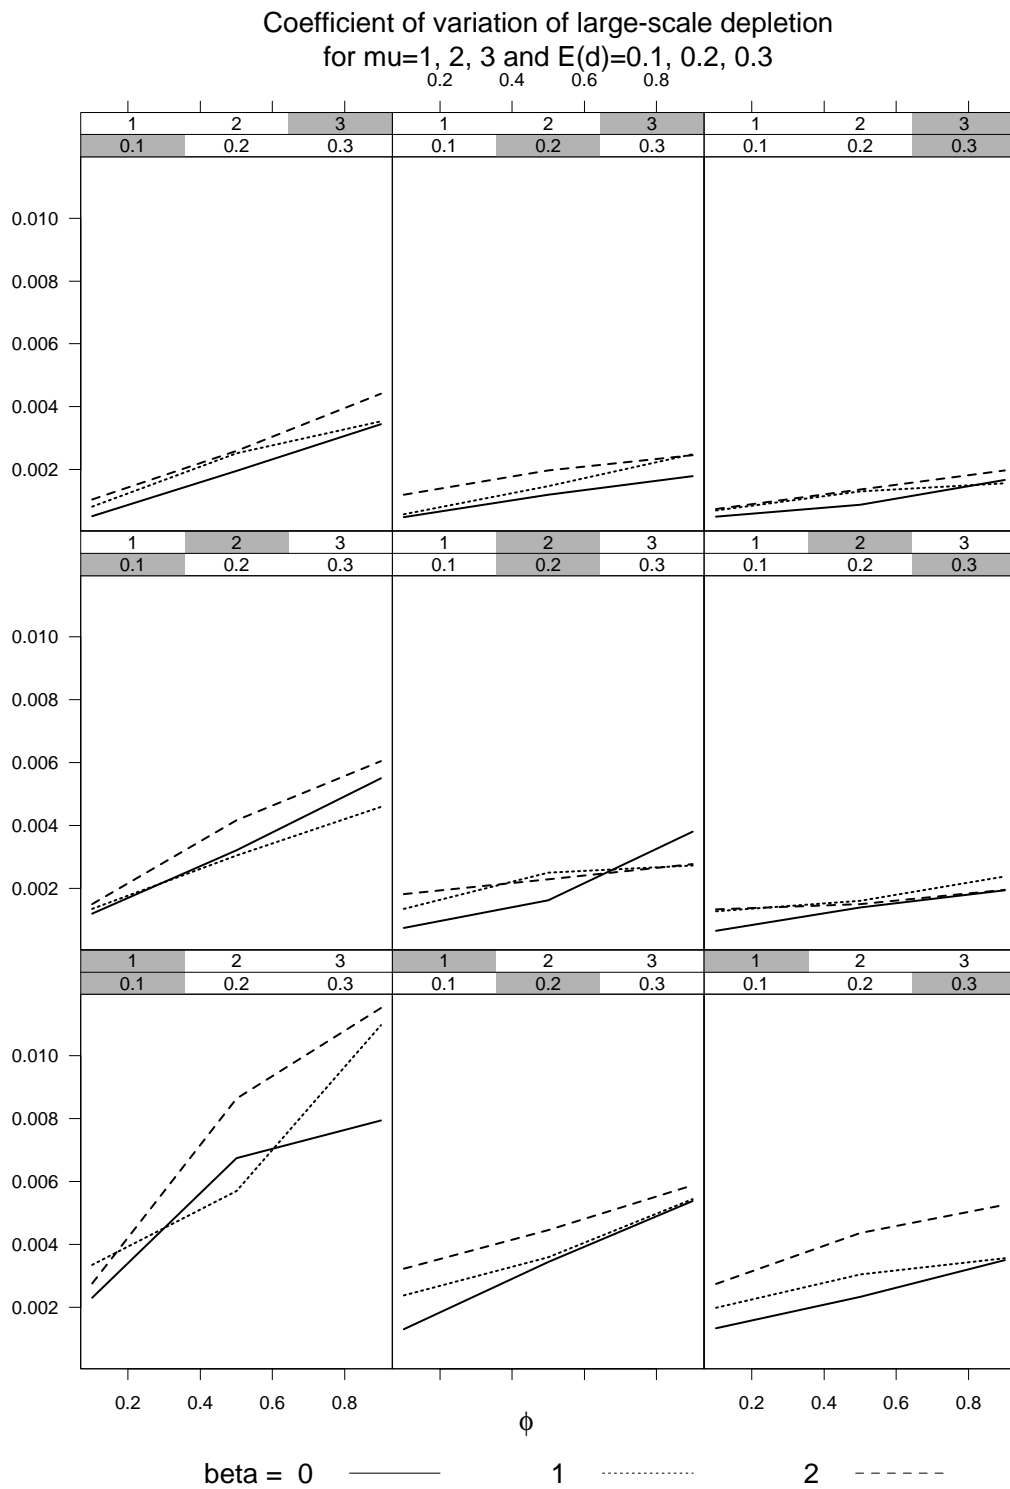 Coefficient of variation of large-scale depletion
for mu=1, 2, 3 and E(d)=0.1, 0.2, 0.3
0.2 0.4 0.6 0.8
1 2 3 1 2 3 1 2 3
0.1 0.2 0.3 0.1 0.2 0.3 0.1 0.2 0.3
0.010
0.008
0.006
0.004
0.002
1 2 3 1 2 3 1 2 3
0.1 0.2 0.3 0.1 0.2 0.3 0.1 0.2 0.3
0.010
0.008
0.006
0.004
0.002
1 2 3 1 2 3 1 2 3
0.1 0.2 0.3 0.1 0.2 0.3 0.1 0.2 0.3
0.010
0.008
0.006
0.004
0.002
0.2 0.4 0.6 0.8 0.2 0.4 0.6 0.8
ϕ
beta = 0 1 2